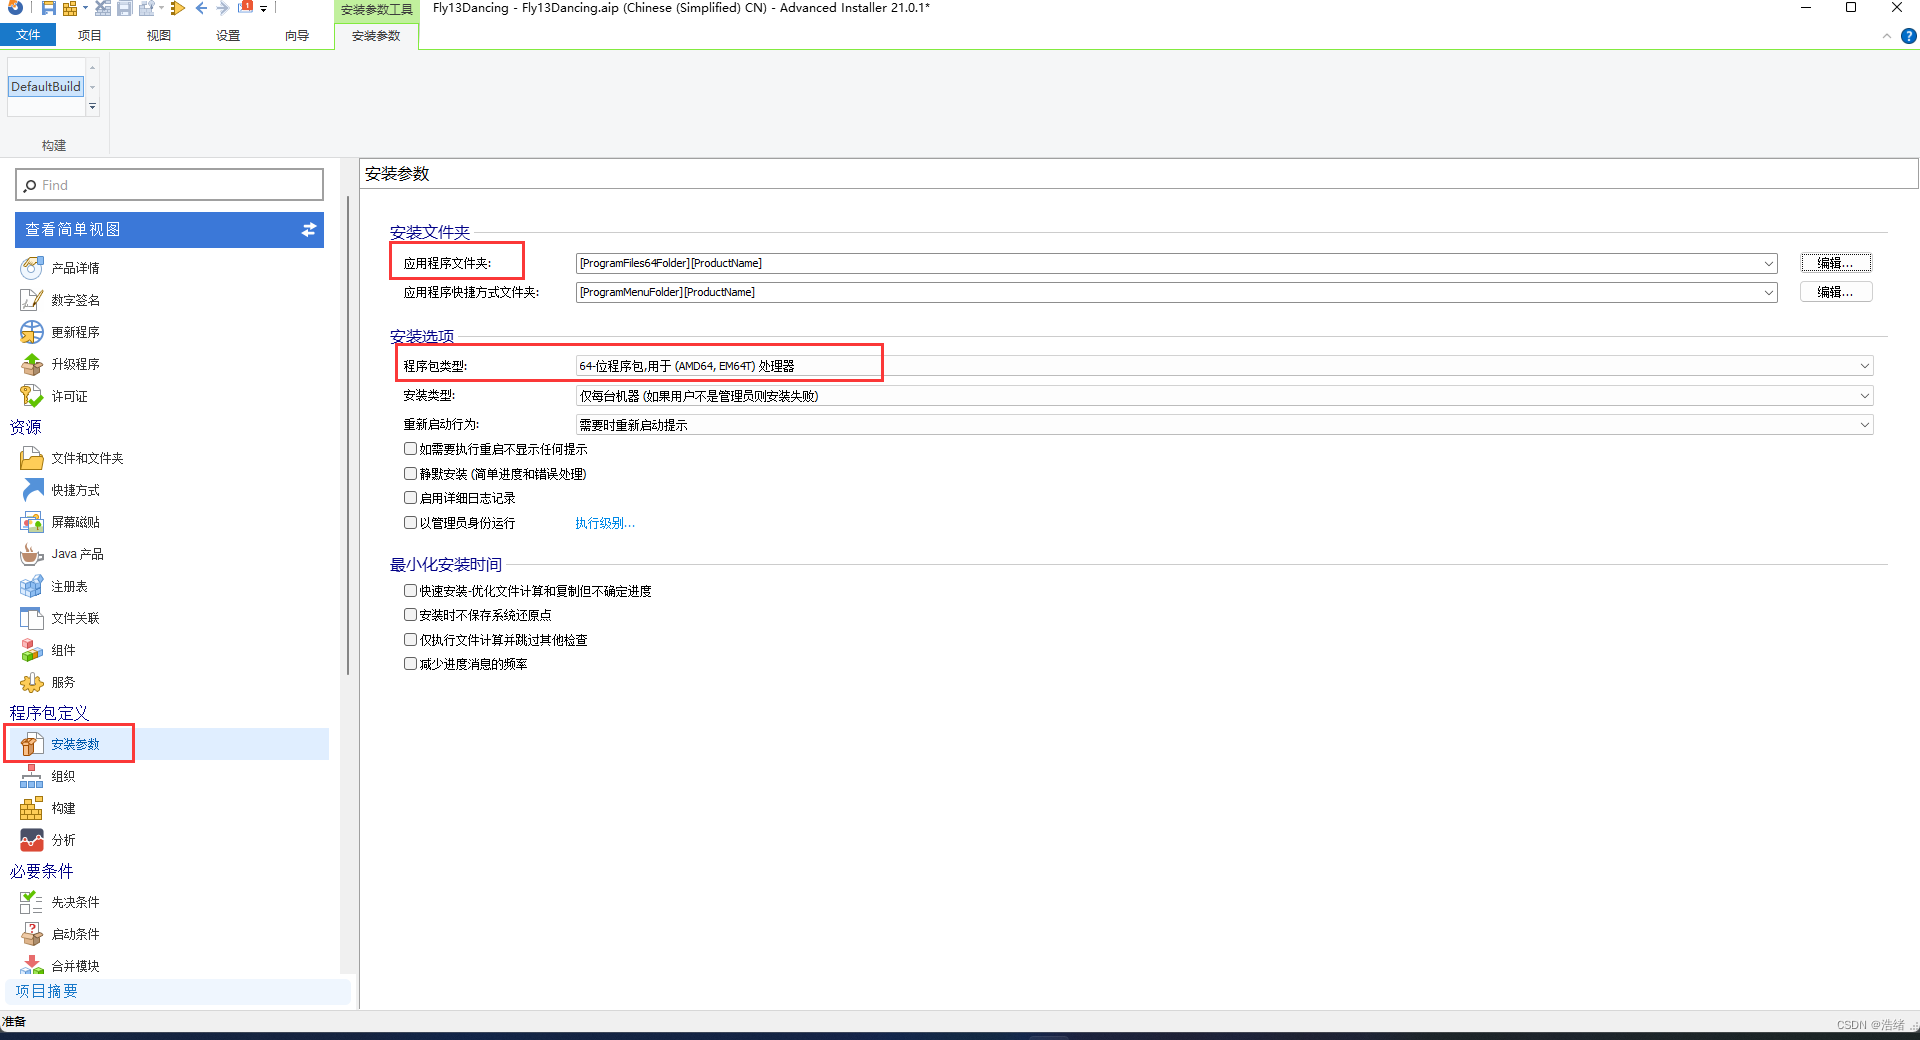 安装参数工具
Fly13Dancing - Fly13Dancing.aip (Chinese (Simplified) CN) - Advanced Installer 21.0.1*
文件
项目
视图
设置
向导
安装参数
DefaultBuild
构建
Find
查看简单视图
产品详情
数字签名
更新程序
升级程序
许可证
资源
文件和文件夹
快捷方式
屏幕磁贴
Java 产品
注册表
文件关联
组件
服务
程序包定义
安装参数
组织
构建
分析
必要条件
先决条件
启动条件
合并模块
项目摘要
准备
安装参数
安装文件夹
应用程序文件夹:
[ProgramFiles64Folder][ProductName]
编辑...
应用程序快捷方式文件夹:
[ProgramMenuFolder][ProductName]
编辑...
安装选项
程序包类型:
64-位程序包,用于 (AMD64, EM64T) 处理器
安装类型:
仅每台机器 (如果用户不是管理员则安装失败)
重新启动行为:
需要时重新启动提示
如需要执行重启不显示任何提示
静默安装 (简单进度和错误处理)
启用详细日志记录
以管理员身份运行
执行级别...
最小化安装时间
快速安装-优化文件计算和复制但不确定进度
安装时不保存系统还原点
仅执行文件计算并跳过其他检查
减少进度消息的频率
CSDN @浩绪